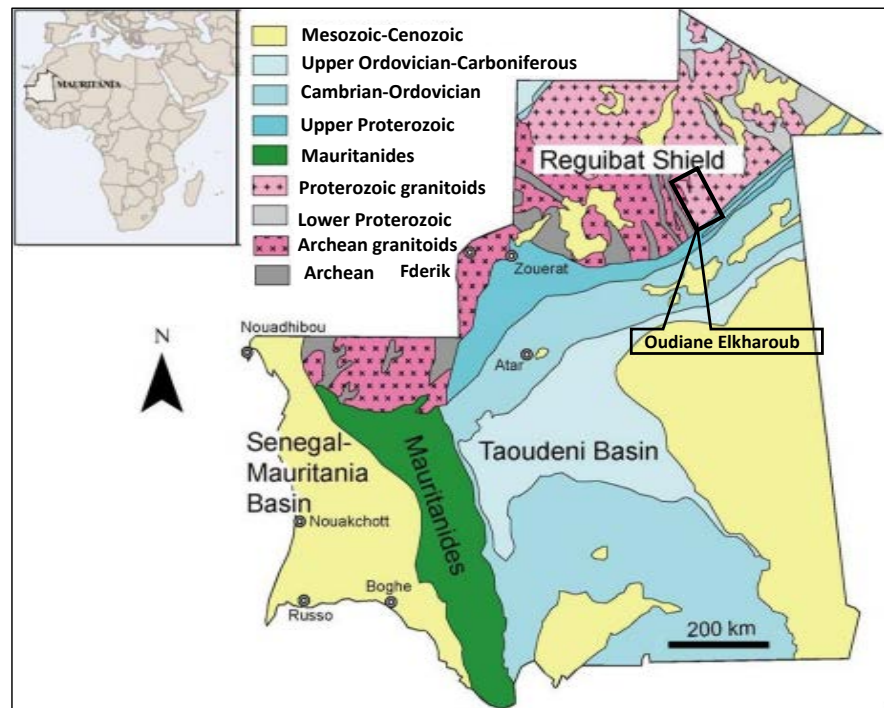 MAURITANIA
Mesozoic-Cenozoic
Upper Ordovician-Carboniferous
Cambrian-Ordovician
Upper Proterozoic
Mauritanides
Proterozoic granitoids
Lower Proterozoic
Archean granitoids
Archean
Fderik
Reguibat Shield
Zouerat
Oudiane Elkharoub
N
Nouadhibou
Atar
Senegal-
Mauritania
Basin
Mauritanides
Taoudeni Basin
Nouakchott
Boghe
Russo
200 km